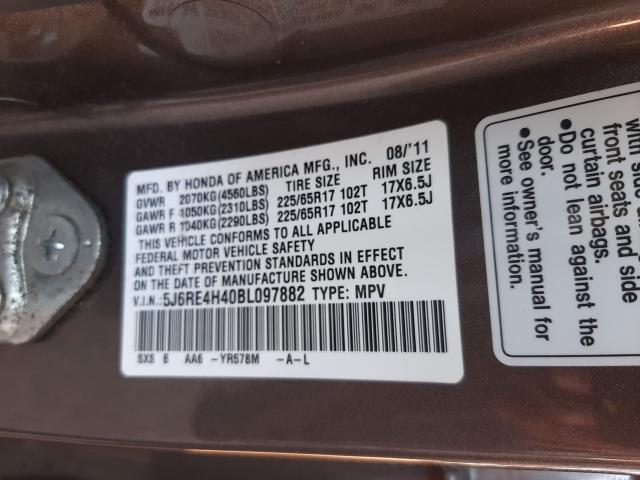 MFD. BY HONDA OF AMERICA MFG., INC. 08/'11
GVWR 2070KG(4560LBS) TIRE SIZE RIM SIZE
GAWR F 1050KG(2310LBS) 225/65R17 102T 17X6.5J
GAWR R 1040KG(2290LBS) 225/65R17 102T 17X6.5J
THIS VEHICLE CONFORMS TO ALL APPLICABLE
FEDERAL MOTOR VEHICLE SAFETY
AND THEFT PREVENTION STANDARDS IN EFFECT
ON THE DATE OF MANUFACTURE SHOWN ABOVE.
V.I.N.: 5J6RE4H40BL097882 TYPE: MPV
SXS B AA6 -YR578M -A-L
front seats and
curtain airbags.
•Do not lean against the
door.
•See owner's manual for
more information.